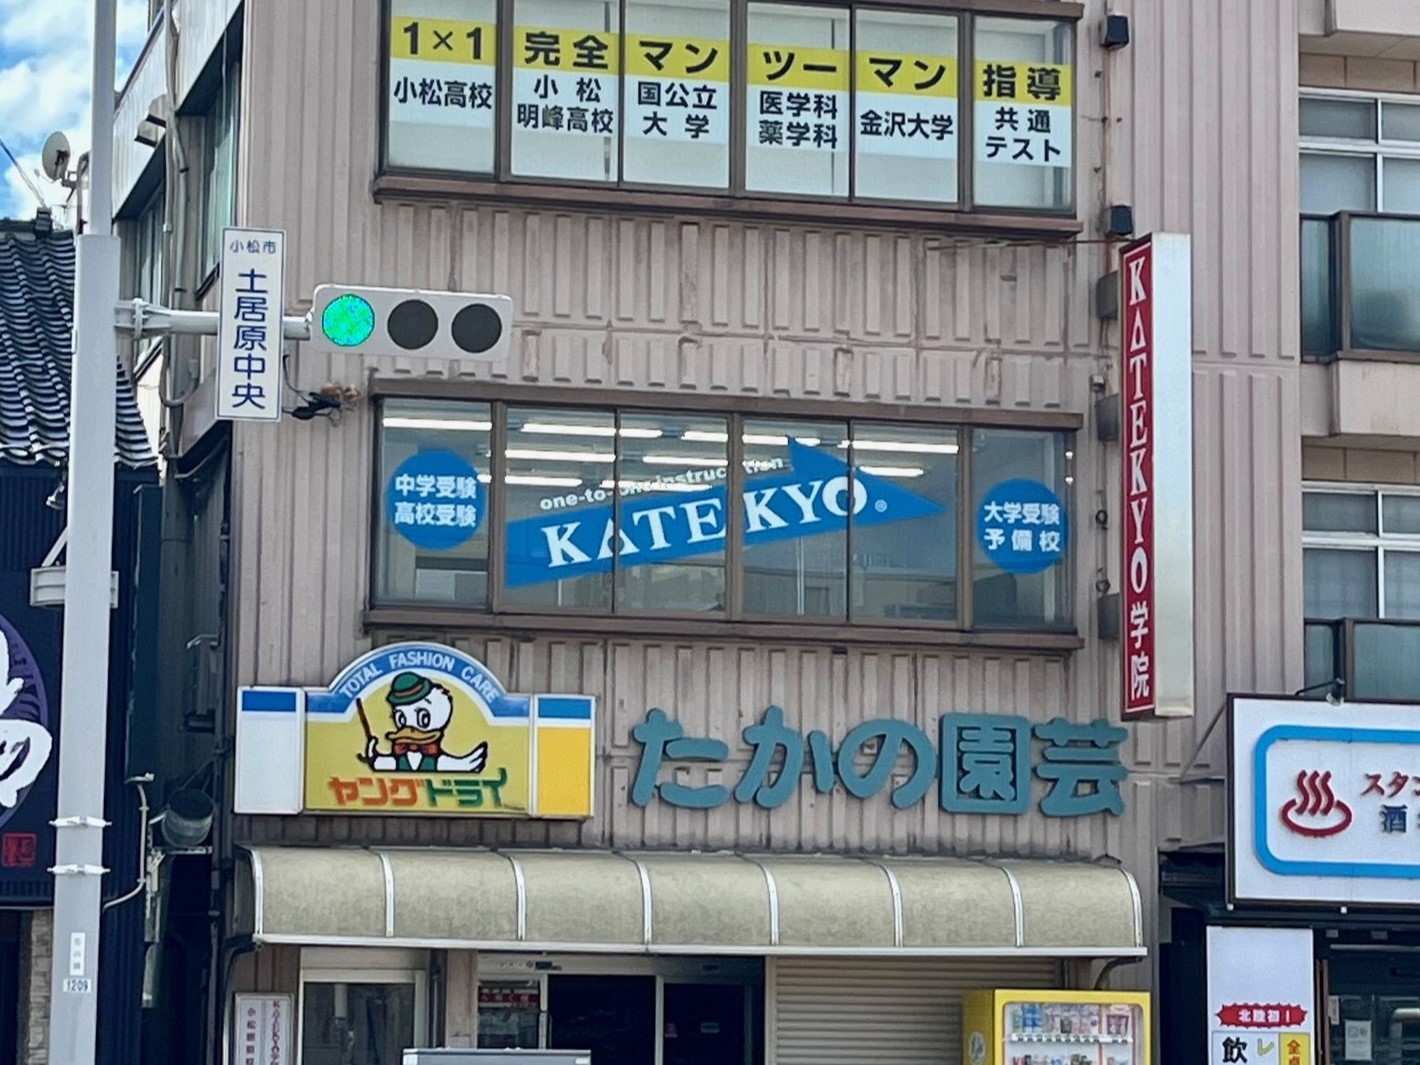 1×1 完全 マン ツー マン 指導
小松高校
小松
明峰高校
国公立
大学
医学科
薬学科
金沢大学
共通
テスト
小松市
土居原中央
KATEKYO学院
中学受験
高校受験
one-to-one instruction
KATEKYO®
大学受験
予備校
TOTAL FASHION CARE
ヤングドライ
たかの園芸
スタ
酒
北陸初!
飲
1209